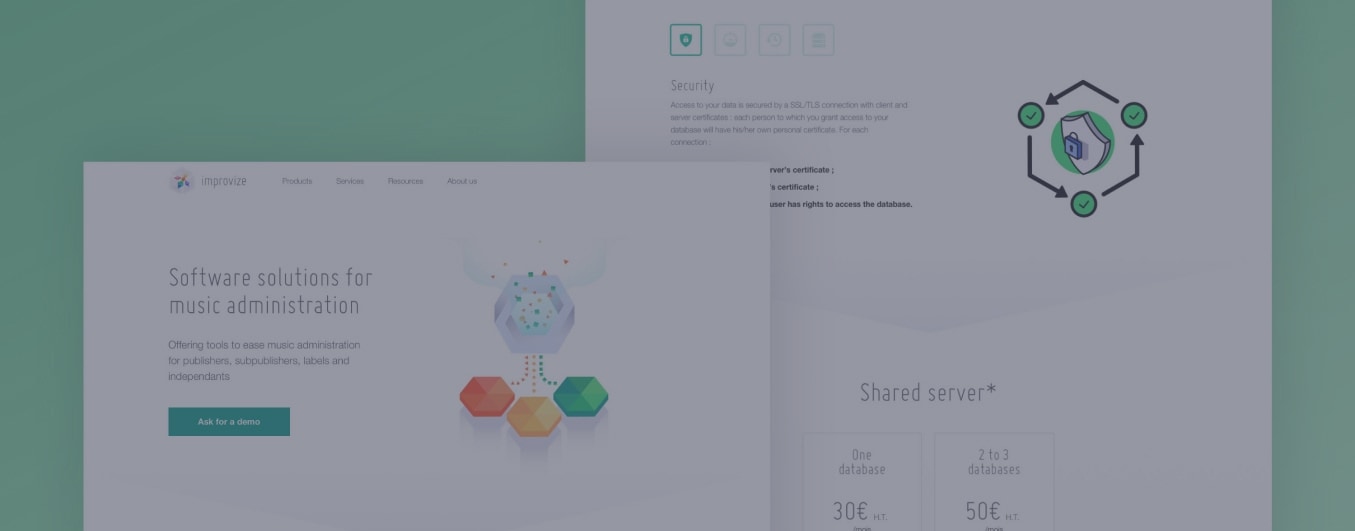 Security
Access to your data is secured by a SSL/TLS connection with client and
server certificates : each person to which you grant access to your
database will have his/her own personal certificate. For each
connection :
rver's certificate ;
's certificate ;
user has rights to access the database.
improvize
Products
Services
Resources
About us
Software solutions for
music administration
Offering tools to ease music administration
for publishers, subpublishers, labels and
independants
Ask for a demo
Shared server*
One
database
30€ H.T.
/mois
2 to 3
databases
50€ H.T.
/mois